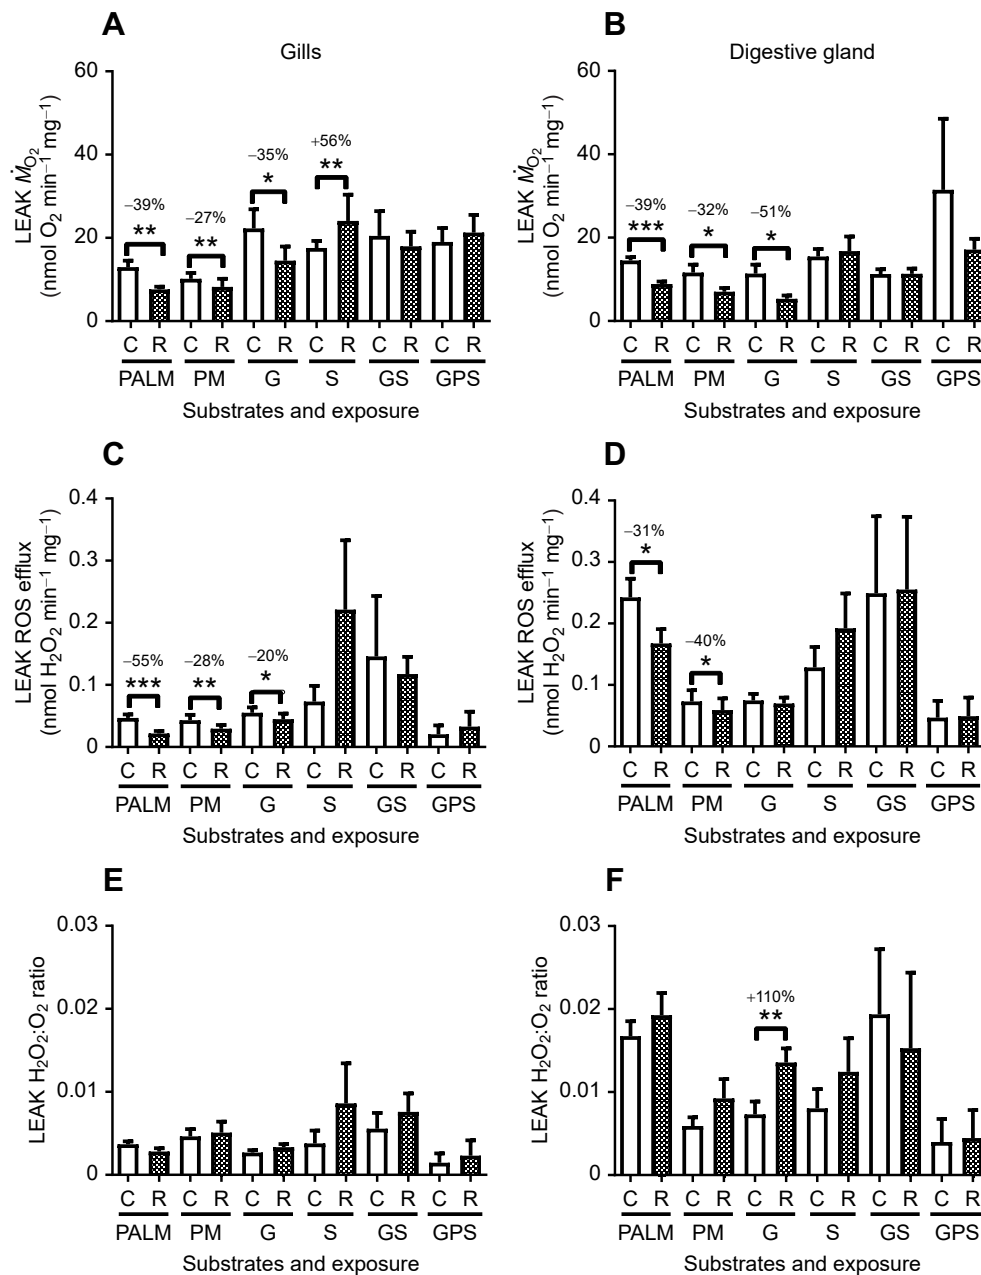 A
Gills
LEAK ṀO₂
(nmol O₂ min⁻¹ mg⁻¹)
60
40
20
0
−39%
**
−27%
**
−35%
*
+56%
**
C R C R C R C R C R C R
PALM PM G S GS GPS
Substrates and exposure
B
Digestive gland
LEAK ṀO₂
(nmol O₂ min⁻¹ mg⁻¹)
60
40
20
0
−39%
***
−32%
*
−51%
*
C R C R C R C R C R C R
PALM PM G S GS GPS
Substrates and exposure
C
LEAK ROS efflux
(nmol H₂O₂ min⁻¹ mg⁻¹)
0.4
0.3
0.2
0.1
0
−55%
***
−28%
**
−20%
*
C R C R C R C R C R C R
PALM PM G S GS GPS
Substrates and exposure
D
LEAK ROS efflux
(nmol H₂O₂ min⁻¹ mg⁻¹)
0.4
0.3
0.2
0.1
0
−31%
*
−40%
*
C R C R C R C R C R C R
PALM PM G S GS GPS
Substrates and exposure
E
LEAK H₂O₂:O₂ ratio
0.03
0.02
0.01
0
C R C R C R C R C R C R
PALM PM G S GS GPS
Substrates and exposure
F
LEAK H₂O₂:O₂ ratio
0.03
0.02
0.01
0
+110%
**
C R C R C R C R C R C R
PALM PM G S GS GPS
Substrates and exposure